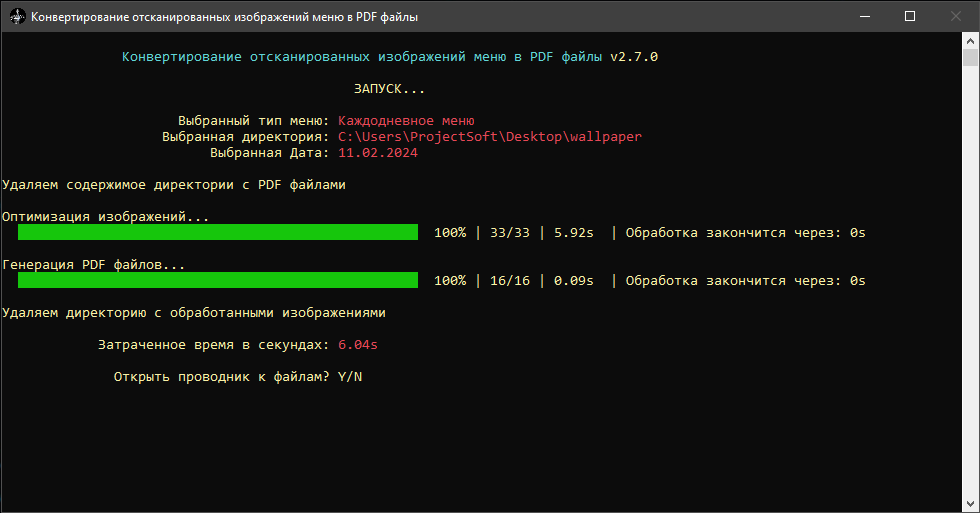 Конвертирование отсканированных изображений меню в PDF файлы
Конвертирование отсканированных изображений меню в PDF файлы v2.7.0
ЗАПУСК...
Выбранный тип меню: Каждодневное меню
Выбранная директория: C:\Users\ProjectSoft\Desktop\wallpaper
Выбранная Дата: 11.02.2024
Удаляем содержимое директории с PDF файлами
Оптимизация изображений...
100% | 33/33 | 5.92s | Обработка закончится через: 0s
Генерация PDF файлов...
100% | 16/16 | 0.09s | Обработка закончится через: 0s
Удаляем директорию с обработанными изображениями
Затраченное время в секундах: 6.04s
Открыть проводник к файлам? Y/N